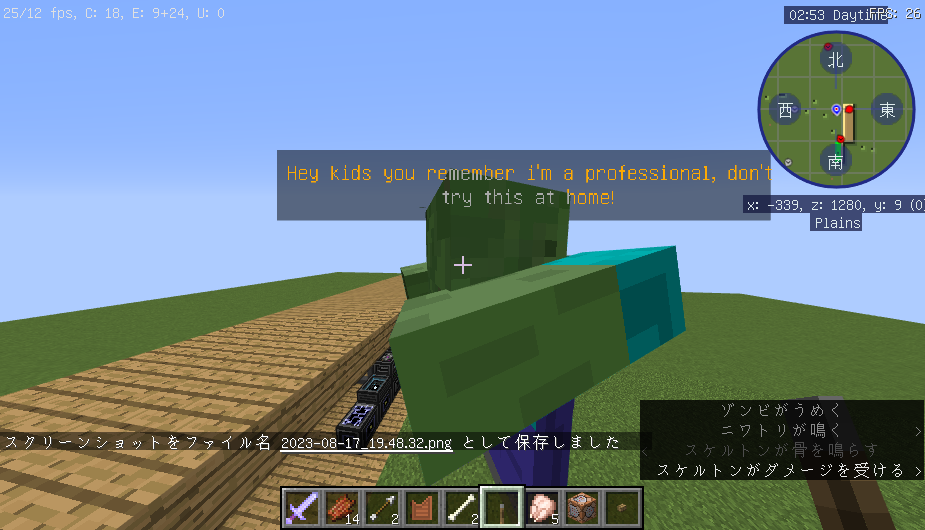 25/12 fps, C: 18, E: 9+24, U: 0
02:53 Daytime
FPS: 26
北
西
東
南
x: -339, z: 1280, y: 9 (0)
Plains
Hey kids you remember i'm a professional, don't
try this at home!
スクリーンショットをファイル名 2023-08-17_19.48.32.png として保存しました
ゾンビがうめく
ニワトリが鳴く >
< スケルトンが骨を鳴らす
スケルトンがダメージを受ける >
14
2
2
5